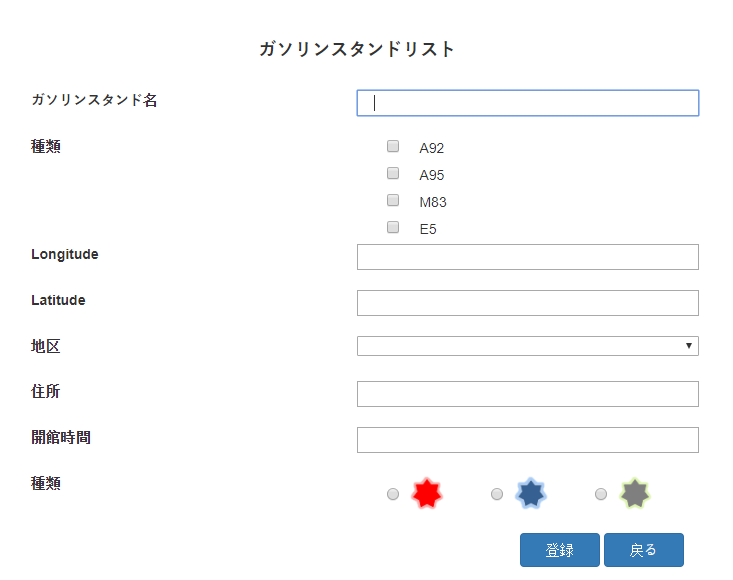 ガソリンスタンドリスト
ガソリンスタンド名
種類
A92
A95
M83
E5
Longitude
Latitude
地区
住所
開館時間
種類
登録 戻る